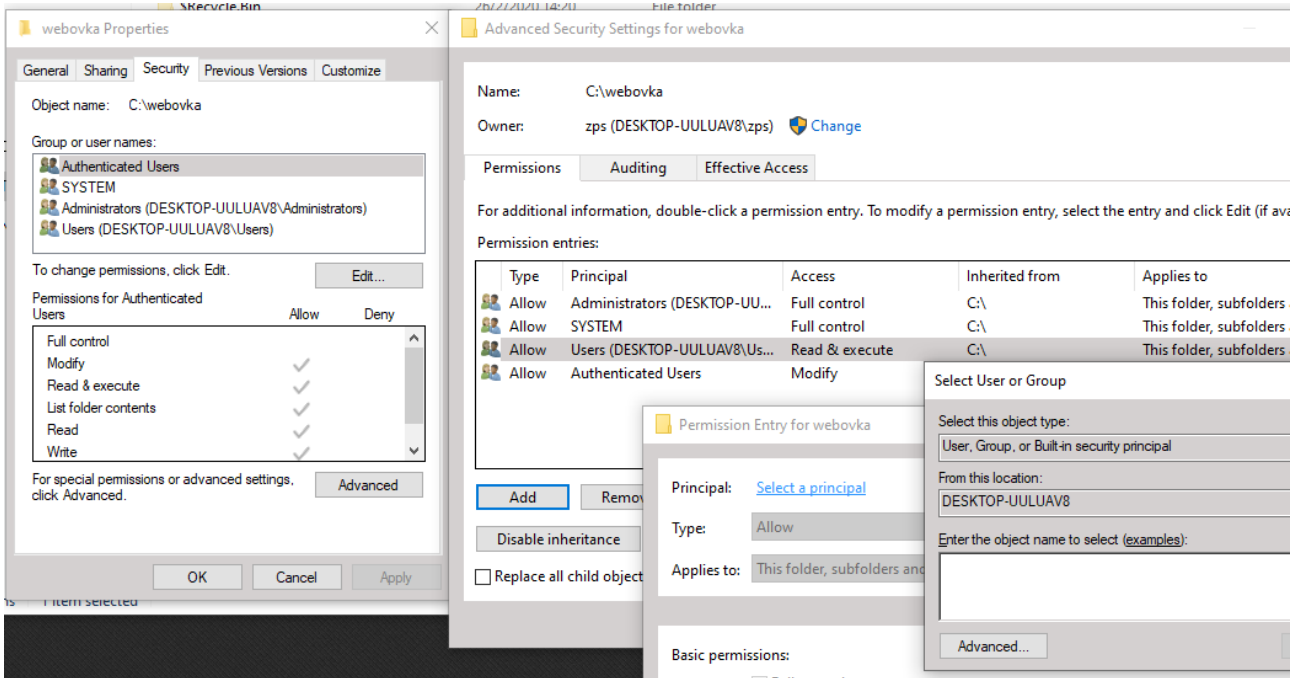 $Recycle.Bin 26/2/2020 14:20 File folder
webovka Properties
General Sharing Security Previous Versions Customize
Object name: C:\webovka
Group or user names:
Authenticated Users
SYSTEM
Administrators (DESKTOP-UULUAV8\Administrators)
Users (DESKTOP-UULUAV8\Users)
To change permissions, click Edit.
Edit...
Permissions for Authenticated
Users Allow Deny
Full control
Modify
Read & execute
List folder contents
Read
Write
For special permissions or advanced settings,
click Advanced.
Advanced
OK Cancel Apply
1 item selected
Advanced Security Settings for webovka
Name: C:\webovka
Owner: zps (DESKTOP-UULUAV8\zps) Change
Permissions Auditing Effective Access
For additional information, double-click a permission entry. To modify a permission entry, select the entry and click Edit (if ava
Permission entries:
Type Principal Access Inherited from Applies to
Allow Administrators (DESKTOP-UU... Full control C:\ This folder, subfolders
Allow SYSTEM Full control C:\ This folder, subfolders
Allow Users (DESKTOP-UULUAV8\Us... Read & execute C:\ This folder, subfolders
Allow Authenticated Users Modify
Add Remov
Disable inheritance
Replace all child object
Permission Entry for webovka
Principal: Select a principal
Type: Allow
Applies to: This folder, subfolders and
Basic permissions:
Select User or Group
Select this object type:
User, Group, or Built-in security principal
From this location:
DESKTOP-UULUAV8
Enter the object name to select (examples):
Advanced...